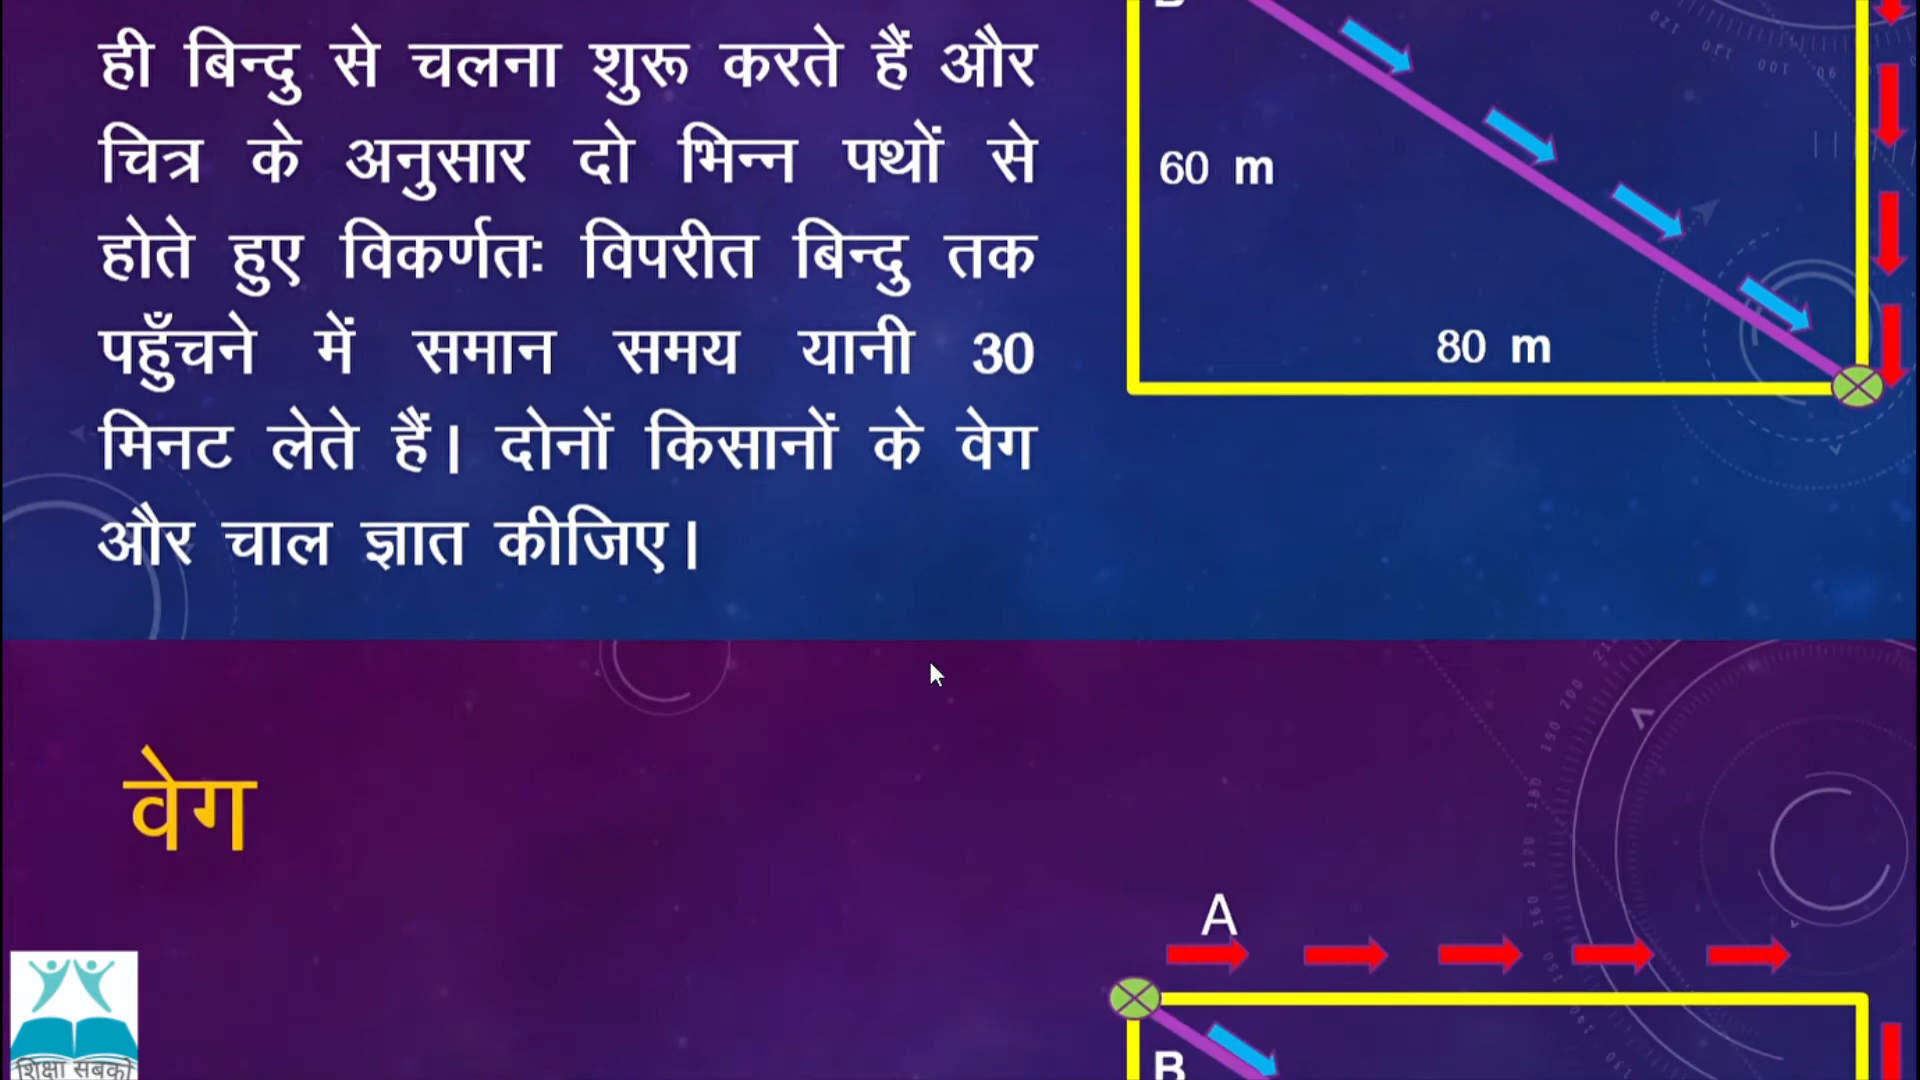 ही बिन्दु से चलना शुरू करते हैं और
चित्र के अनुसार दो भिन्न पथों से
होते हुए विकर्णतः विपरीत बिन्दु तक
पहुँचने में समान समय यानी 30
मिनट लेते हैं। दोनों किसानों के वेग
और चाल ज्ञात कीजिए।
60 m
80 m
वेग
A
B
शिक्षा सबको